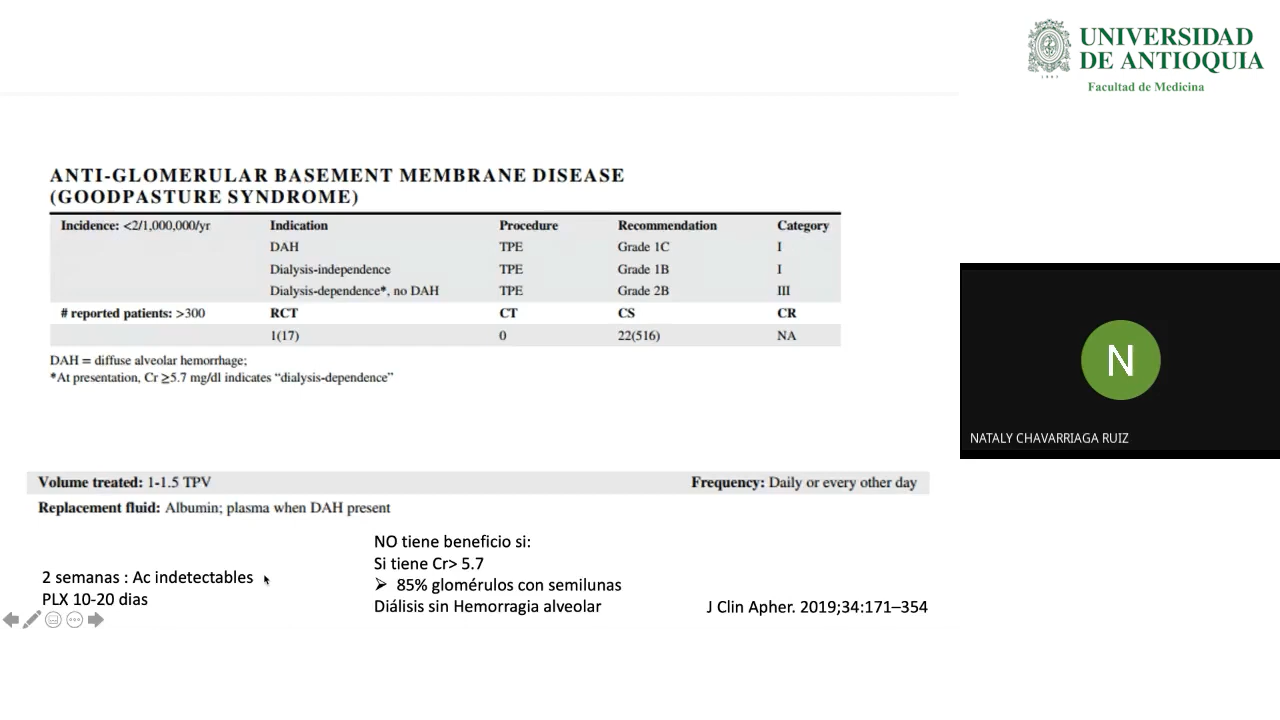 UNIVERSIDAD
DE ANTIOQUIA
1803
Facultad de Medicina
ANTI-GLOMERULAR BASEMENT MEMBRANE DISEASE
(GOODPASTURE SYNDROME)
Incidence: <2/1,000,000/yr Indication Procedure Recommendation Category
DAH TPE Grade 1C I
Dialysis-independence TPE Grade 1B I
Dialysis-dependence*, no DAH TPE Grade 2B III
# reported patients: >300 RCT CT CS CR
1(17) 0 22(516) NA
DAH = diffuse alveolar hemorrhage;
*At presentation, Cr ≥5.7 mg/dl indicates “dialysis-dependence”
Volume treated: 1-1.5 TPV Frequency: Daily or every other day
Replacement fluid: Albumin; plasma when DAH present
NO tiene beneficio si:
Si tiene Cr> 5.7
➢ 85% glomérulos con semilunas
Diálisis sin Hemorragia alveolar
2 semanas : Ac indetectables
PLX 10-20 dias
J Clin Apher. 2019;34:171–354
N
NATALY CHAVARRIAGA RUIZ